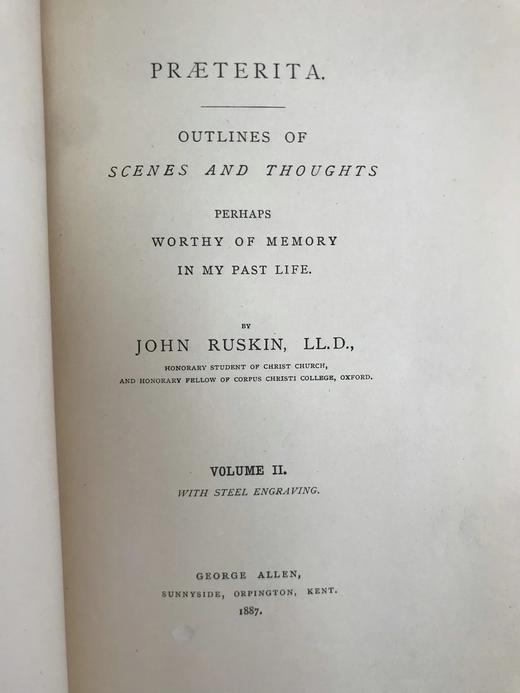 PRÆTERITA.
OUTLINES OF
SCENES AND THOUGHTS
PERHAPS
WORTHY OF MEMORY
IN MY PAST LIFE.
BY
JOHN RUSKIN, LL.D.,
HONORARY STUDENT OF CHRIST CHURCH,
AND HONORARY FELLOW OF CORPUS CHRISTI COLLEGE, OXFORD.
VOLUME II.
WITH STEEL ENGRAVING.
GEORGE ALLEN,
SUNNYSIDE, ORPINGTON, KENT.
1887.